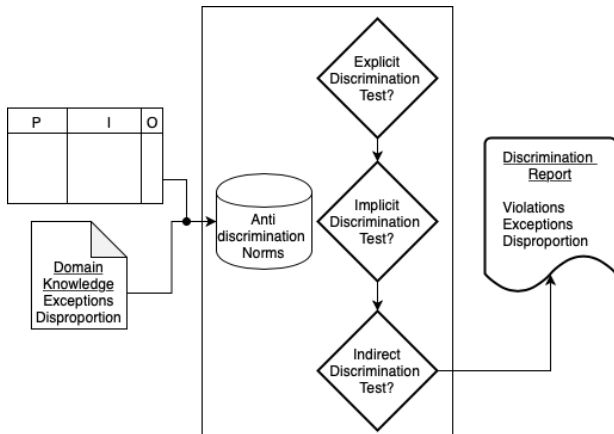 P I O
Domain
Knowledge
Exceptions
Disproportion
Anti
discrimination
Norms
Explicit
Discrimination
Test?
Implicit
Discrimination
Test?
Indirect
Discrimination
Test?
Discrimination
Report
Violations
Exceptions
Disproportion